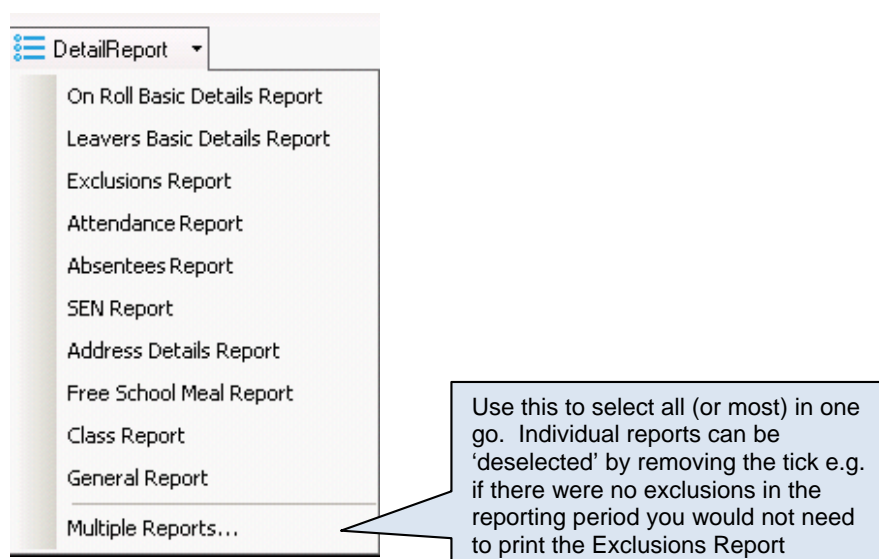 DetailReport
On Roll Basic Details Report
Leavers Basic Details Report
Exclusions Report
Attendance Report
Absentees Report
SEN Report
Address Details Report
Free School Meal Report
Class Report
General Report
Multiple Reports...
Use this to select all (or most) in one
go.  Individual reports can be
‘deselected’ by removing the tick e.g.
if there were no exclusions in the
reporting period you would not need
to print the Exclusions Report